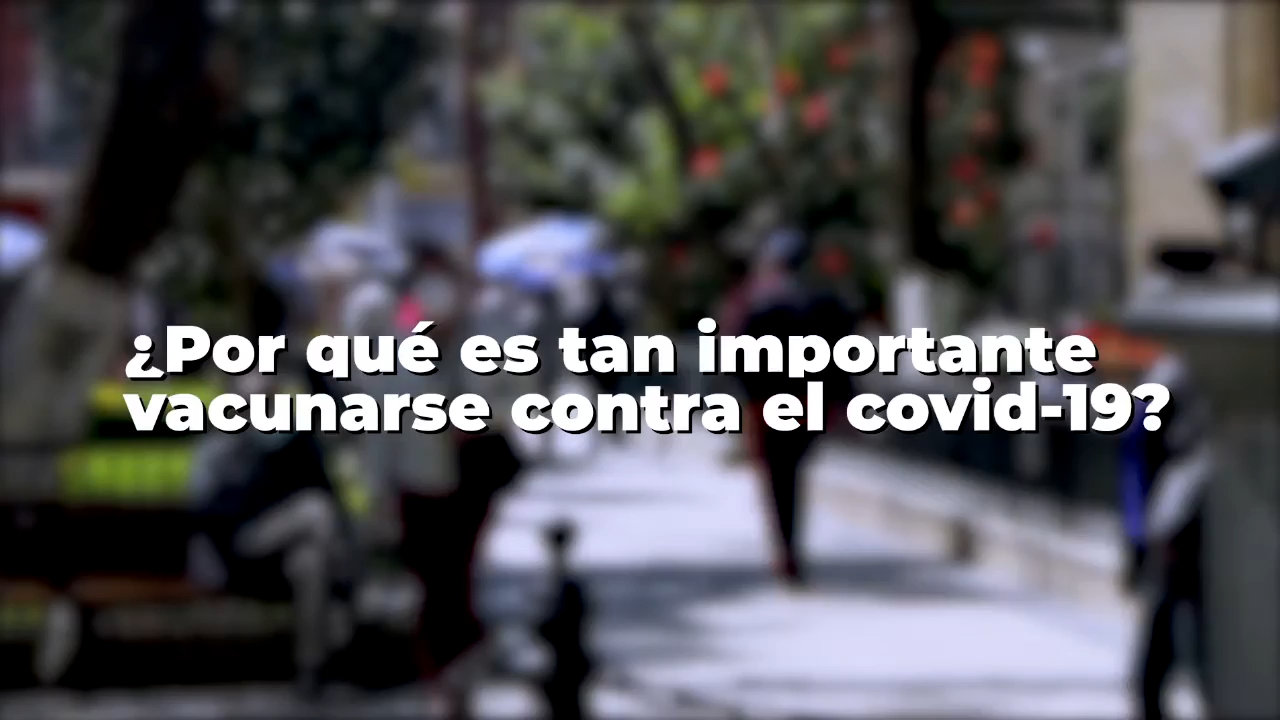 ¿Por qué es tan importante
vacunarse contra el covid-19?